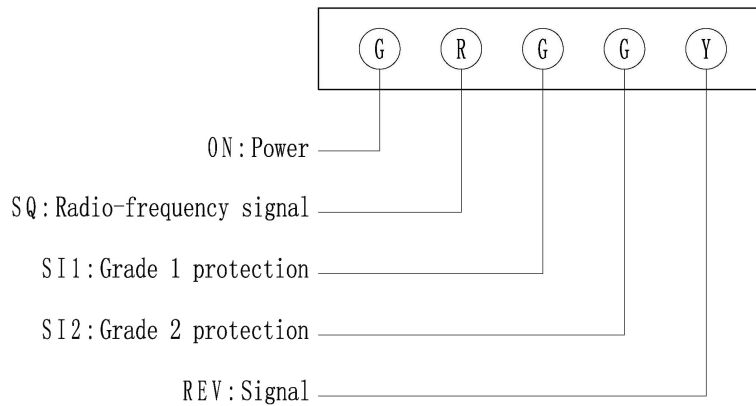 G R G G Y
ON:Power
SQ:Radio-frequency signal
SI1:Grade 1 protection
SI2:Grade 2 protection
REV:Signal